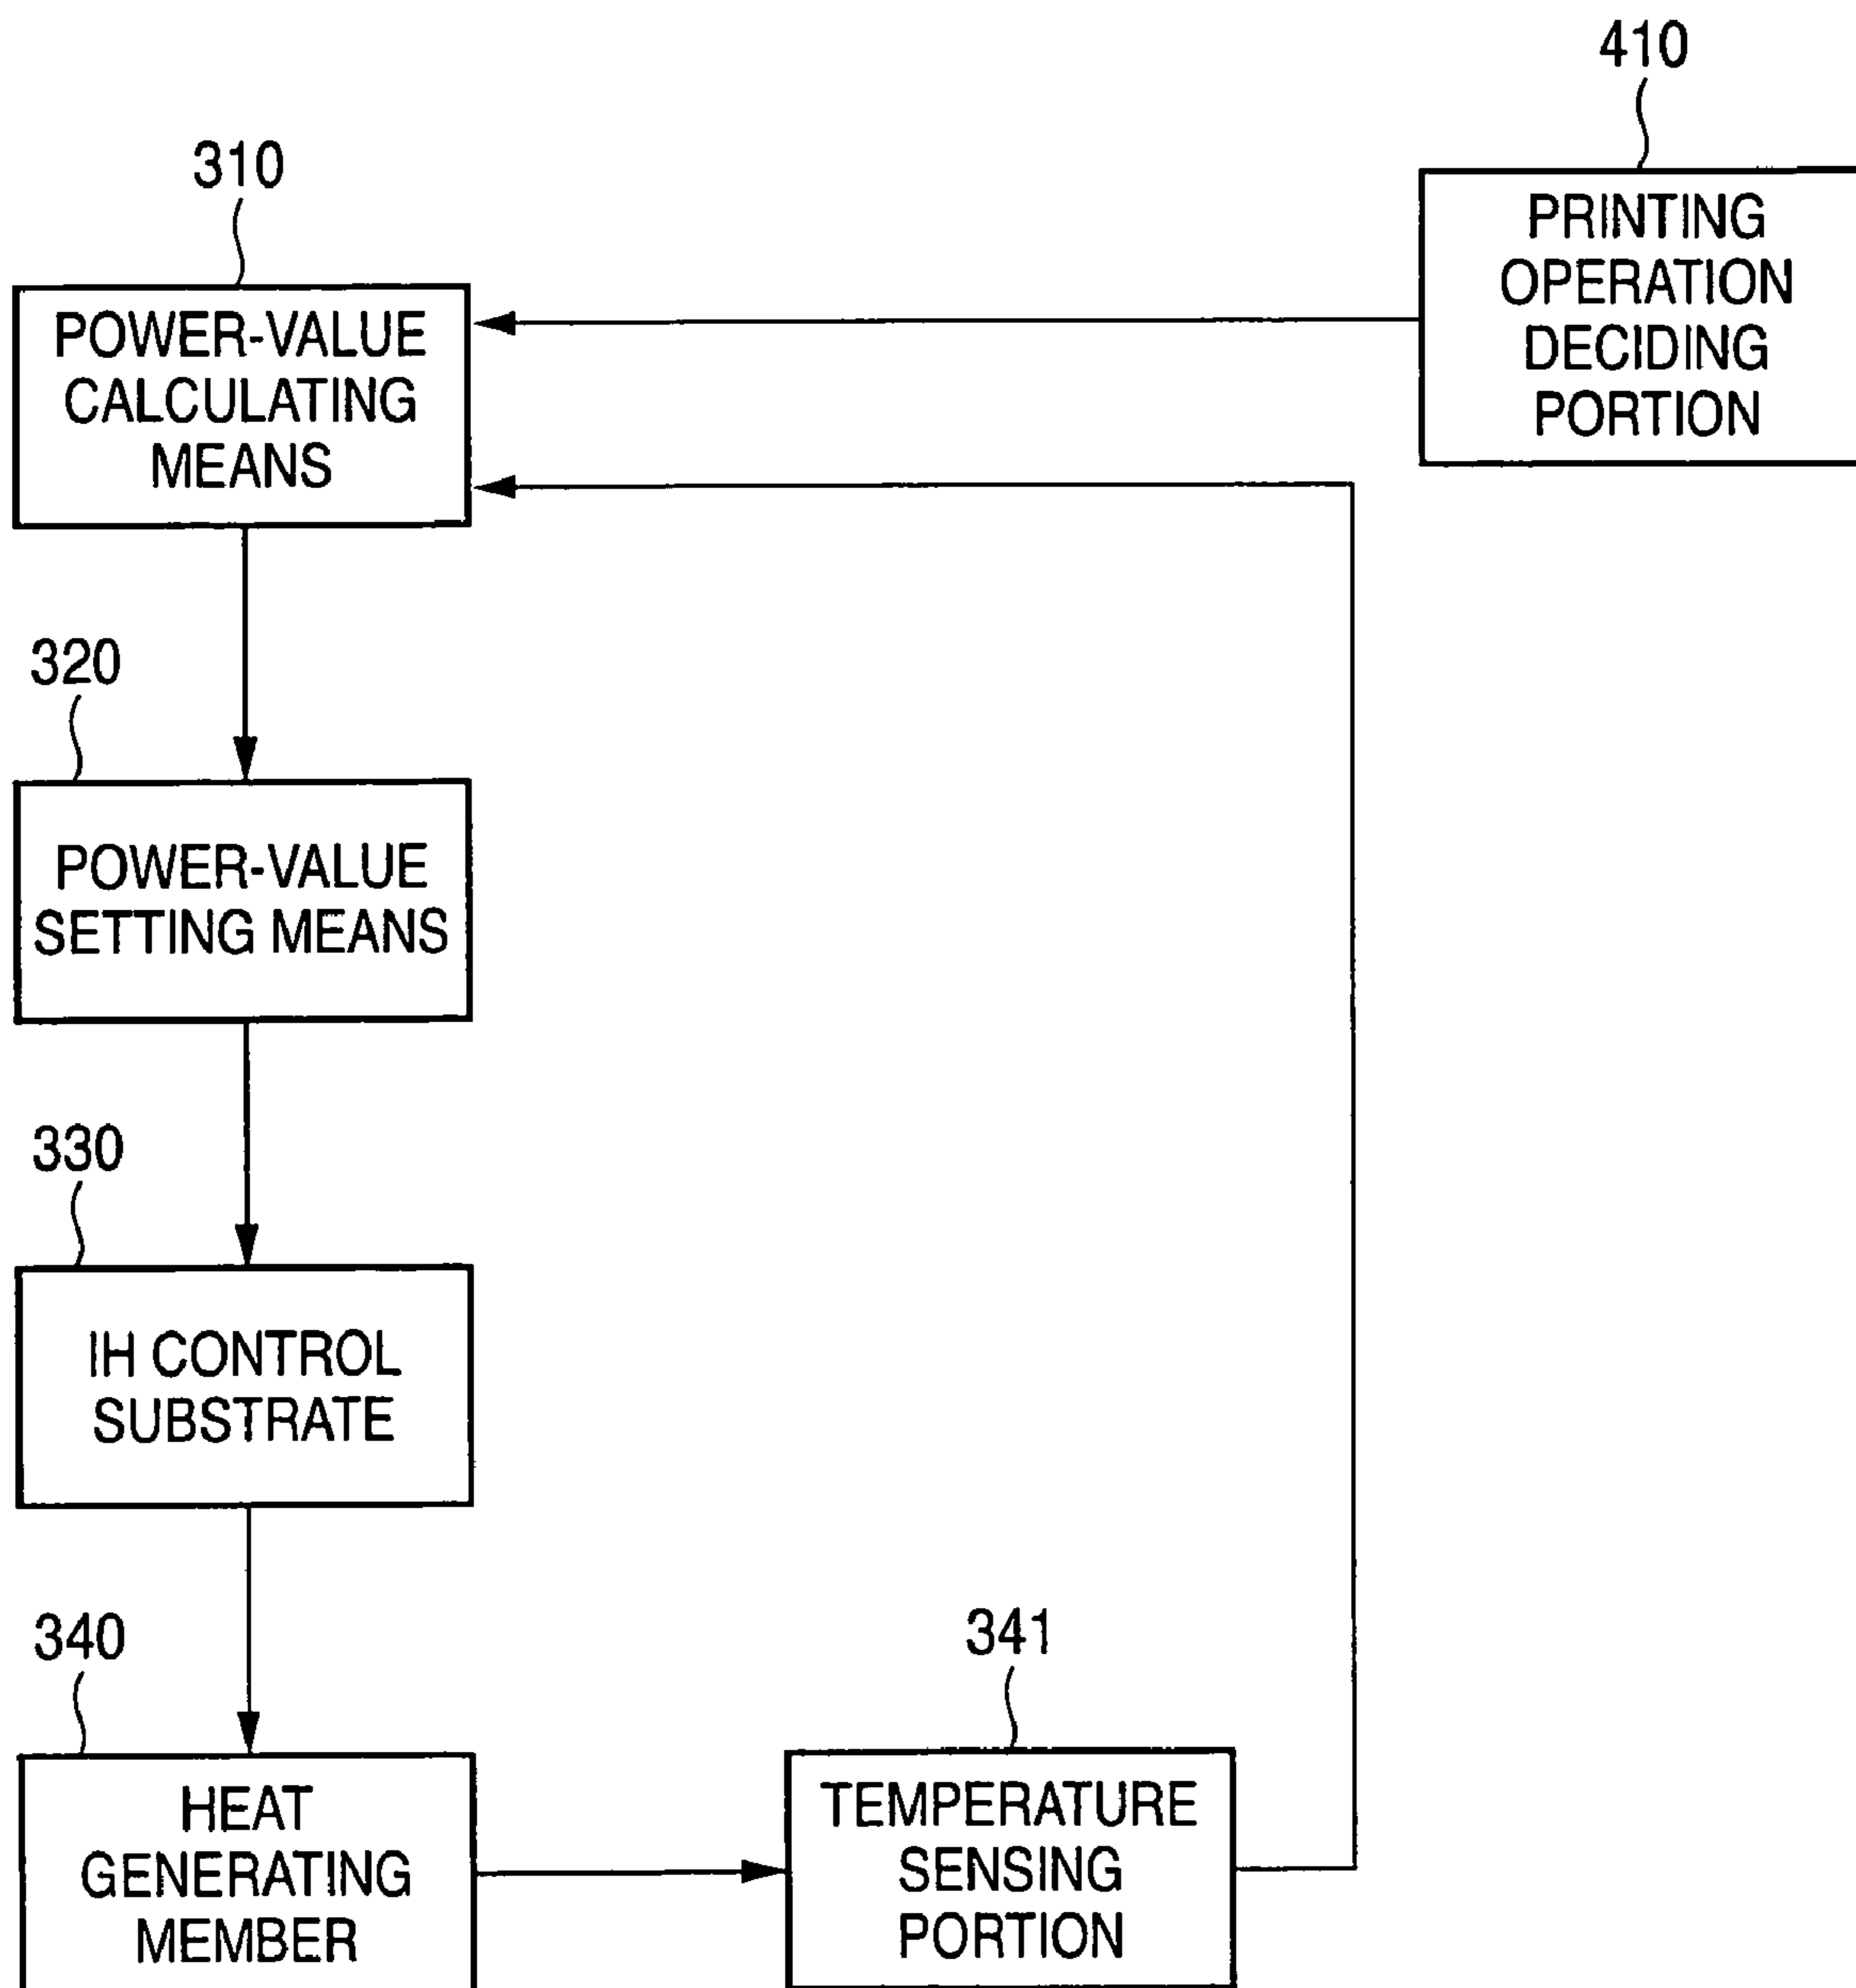 410
PRINTING
OPERATION
DECIDING
PORTION
310
POWER-VALUE
CALCULATING
MEANS
320
POWER-VALUE
SETTING MEANS
330
IH CONTROL
SUBSTRATE
340
HEAT
GENERATING
MEMBER
341
TEMPERATURE
SENSING
PORTION